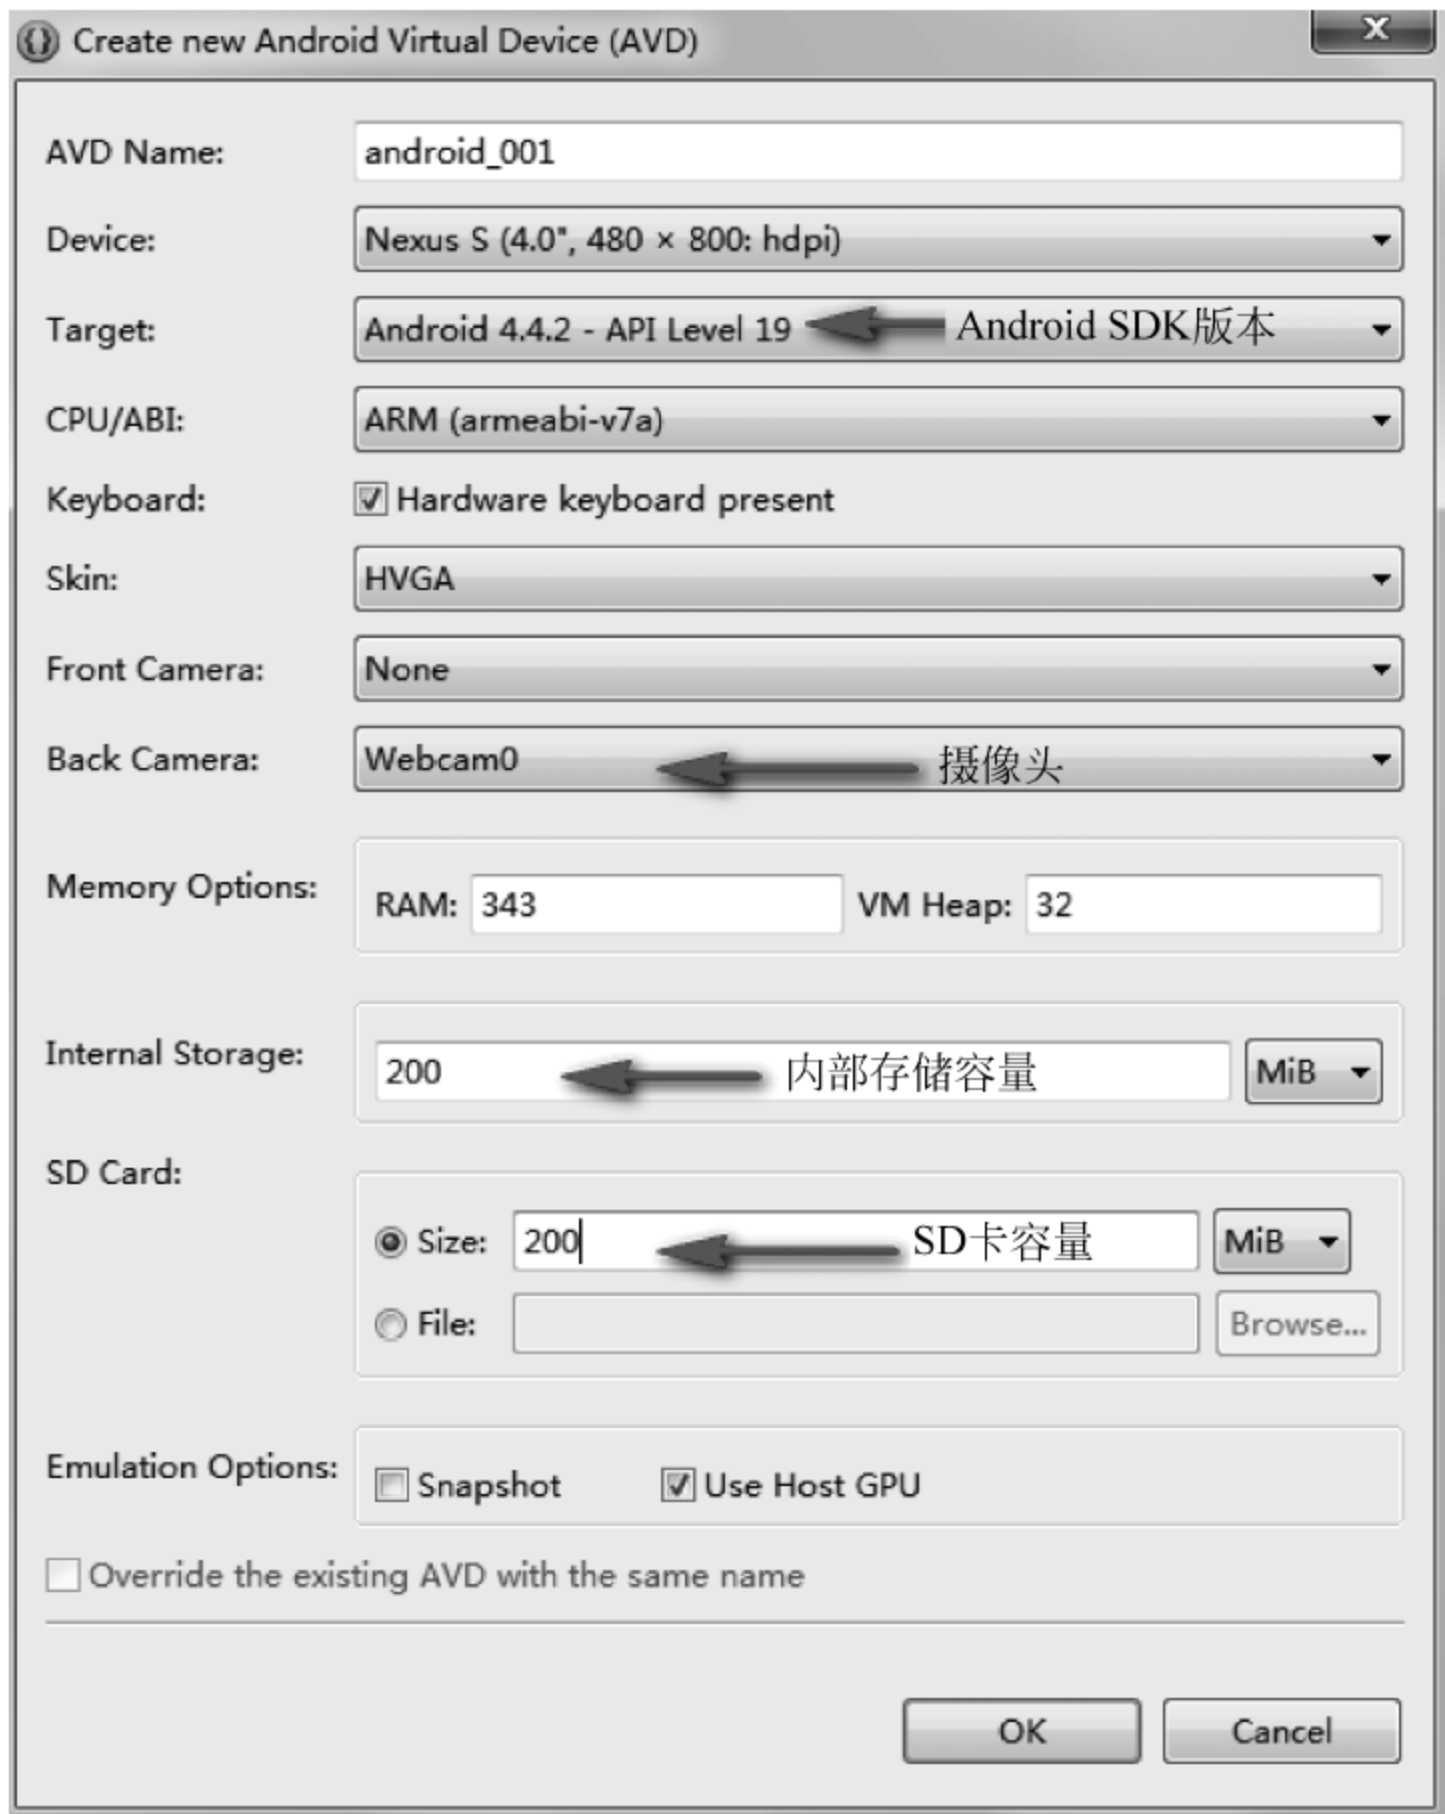 Create new Android Virtual Device (AVD)
AVD Name: android_001
Device: Nexus S (4.0", 480 × 800: hdpi)
Target: Android 4.4.2 - API Level 19 Android SDK版本
CPU/ABI: ARM (armeabi-v7a)
Keyboard: Hardware keyboard present
Skin: HVGA
Front Camera: None
Back Camera: Webcam0 摄像头
Memory Options: RAM: 343 VM Heap: 32
Internal Storage: 200 内部存储容量 MiB
SD Card:
Size: 200 SD卡容量 MiB
File: Browse...
Emulation Options: Snapshot Use Host GPU
Override the existing AVD with the same name
OK Cancel